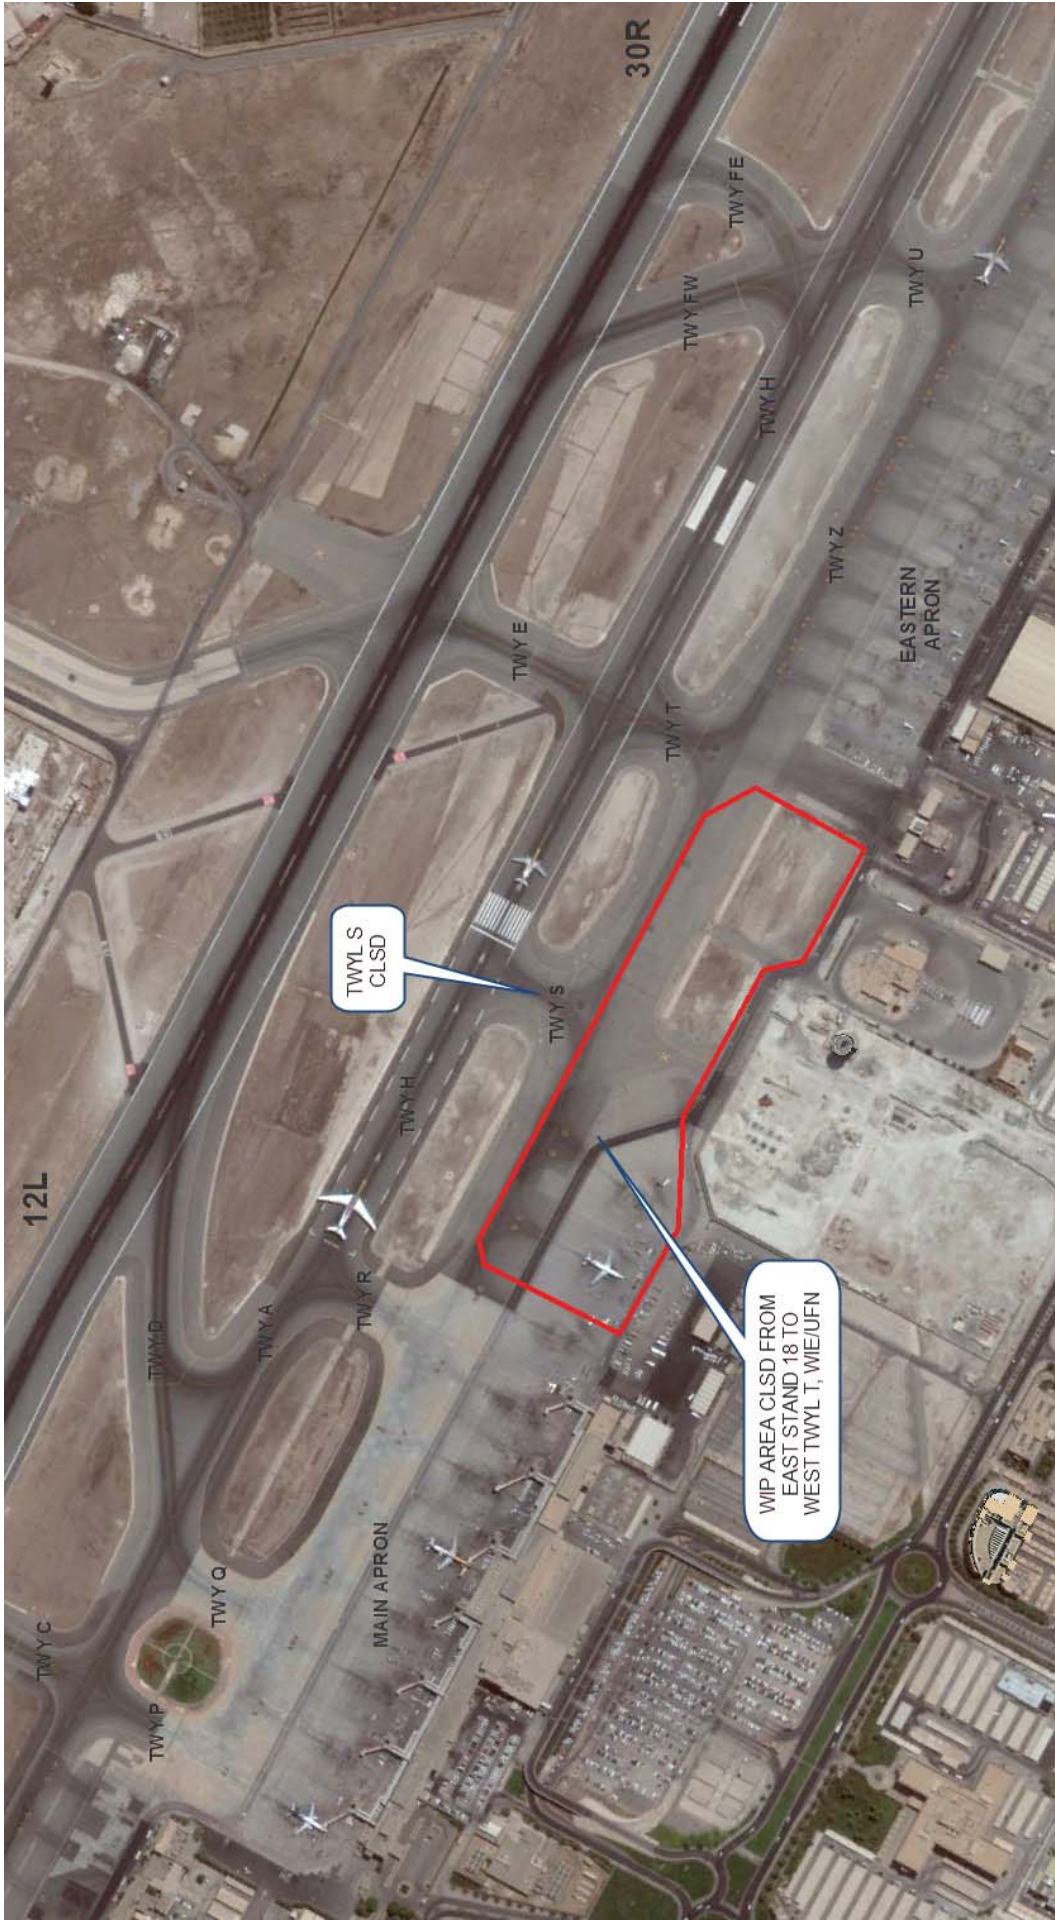 12L
30R
TWY C
TWY P
TWY Q
TWY D
TWY A
TWY R
MAIN APRON
TWY H
TWYL S
CLSD
TWY S
TWY E
TWY T
TWY FW
TWY FE
TWY H
TWY U
TWY Z
EASTERN
APRON
WIP AREA CLSD FROM
EAST STAND 18 TO
WEST TWYL T, WIE/UFN